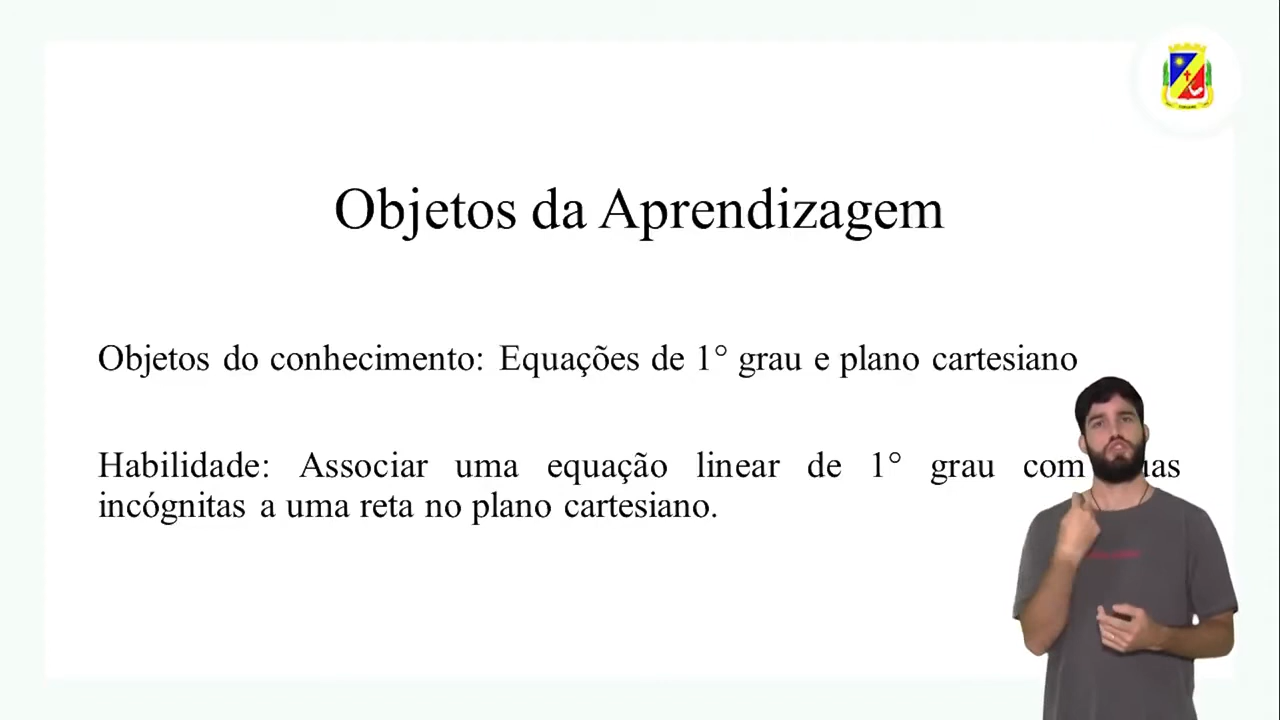 Objetos da Aprendizagem
Objetos do conhecimento: Equações de 1° grau e plano cartesiano
Habilidade: Associar uma equação linear de 1° grau com
incógnitas a uma reta no plano cartesiano.